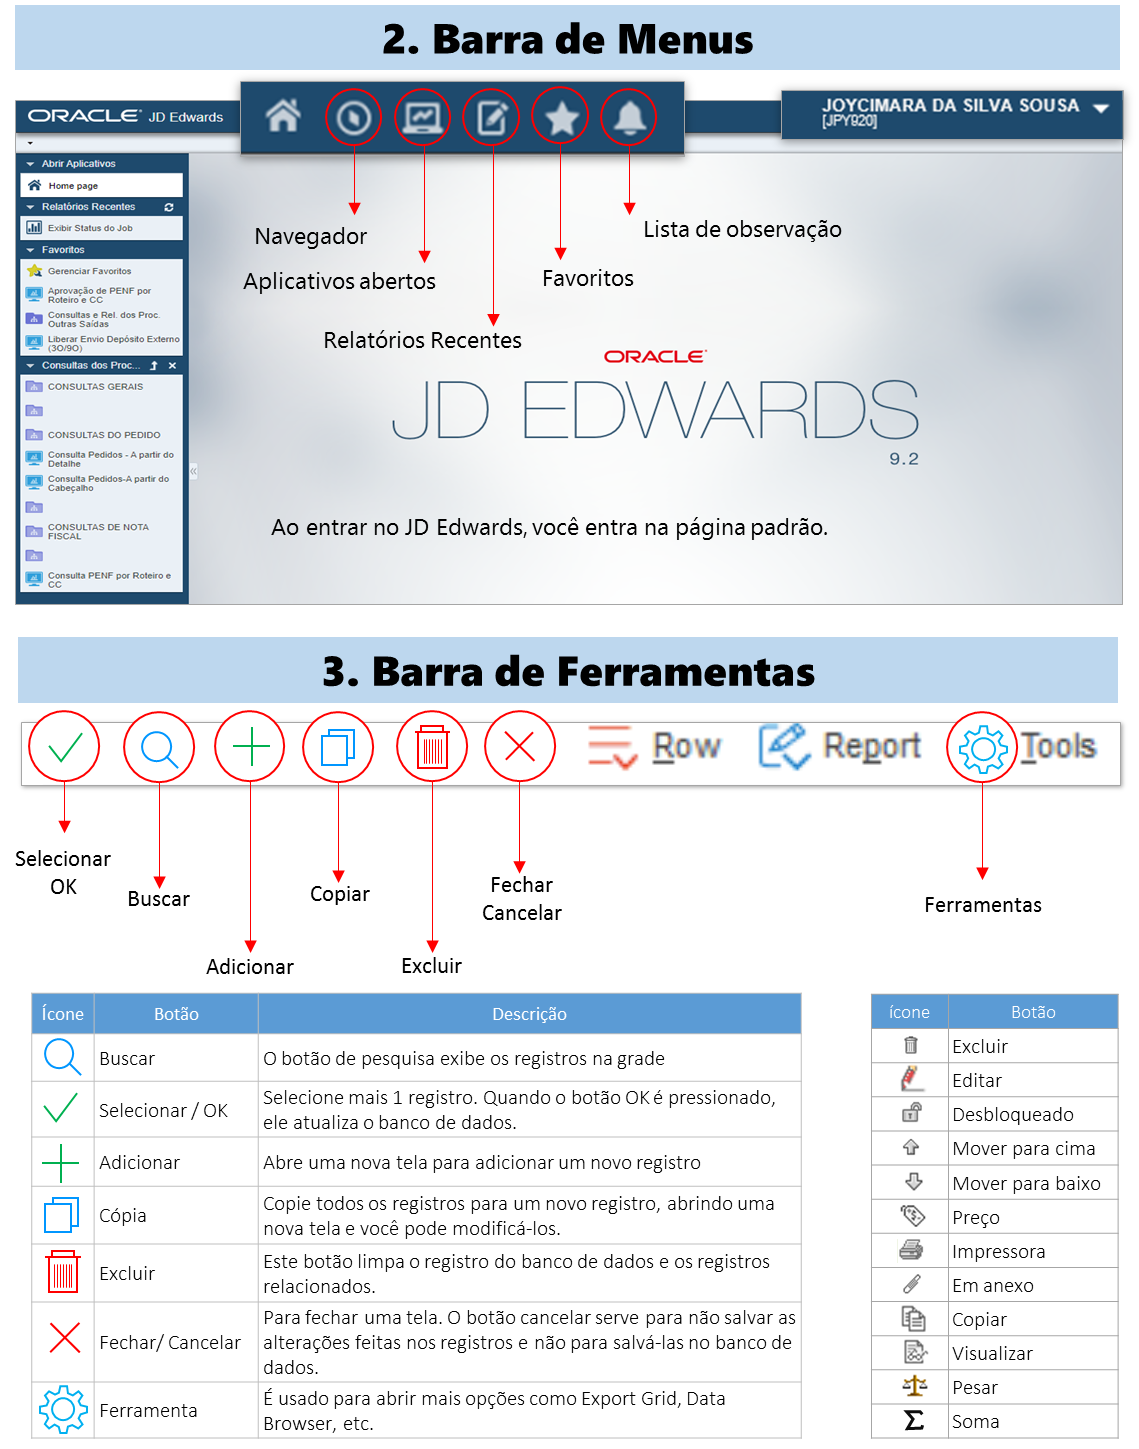 2. Barra de Menus
ORACLE® JD Edwards
JOYCIMARA DA SILVA SOUSA
[JPY920]
Abrir Aplicativos
Home page
Relatórios Recentes
Exibir Status do Job
Favoritos
Gerenciar Favoritos
Aprovação de PENF por
Roteiro e CC
Consultas e Rel. dos Proc.
Outras Saídas
Liberar Envio Depósito Externo
(3O/9O)
Consultas dos Proc...
CONSULTAS GERAIS
CONSULTAS DO PEDIDO
Consulta Pedidos - A partir do
Detalhe
Consulta Pedidos-A partir do
Cabeçalho
CONSULTAS DE NOTA
FISCAL
Consulta PENF por Roteiro e
CC
«
Navegador
Aplicativos abertos
Relatórios Recentes
Favoritos
Lista de observação
ORACLE®
JD EDWARDS
9.2
Ao entrar no JD Edwards, você entra na página padrão.
3. Barra de Ferramentas
Row
Report
Tools
Selecionar
OK
Buscar
Adicionar
Copiar
Excluir
Fechar
Cancelar
Ferramentas
Ícone Botão Descrição
Buscar O botão de pesquisa exibe os registros na grade
Selecionar / OK Selecione mais 1 registro. Quando o botão OK é pressionado,
ele atualiza o banco de dados.
Adicionar Abre uma nova tela para adicionar um novo registro
Cópia Copie todos os registros para um novo registro, abrindo uma
nova tela e você pode modificá-los.
Excluir Este botão limpa o registro do banco de dados e os registros
relacionados.
Fechar/ Cancelar Para fechar uma tela. O botão cancelar serve para não salvar as
alterações feitas nos registros e não para salvá-las no banco de
dados.
Ferramenta É usado para abrir mais opções como Export Grid, Data
Browser, etc.
ícone Botão
Excluir
Editar
Desbloqueado
Mover para cima
Mover para baixo
Preço
Impressora
Em anexo
Copiar
Visualizar
Pesar
Soma